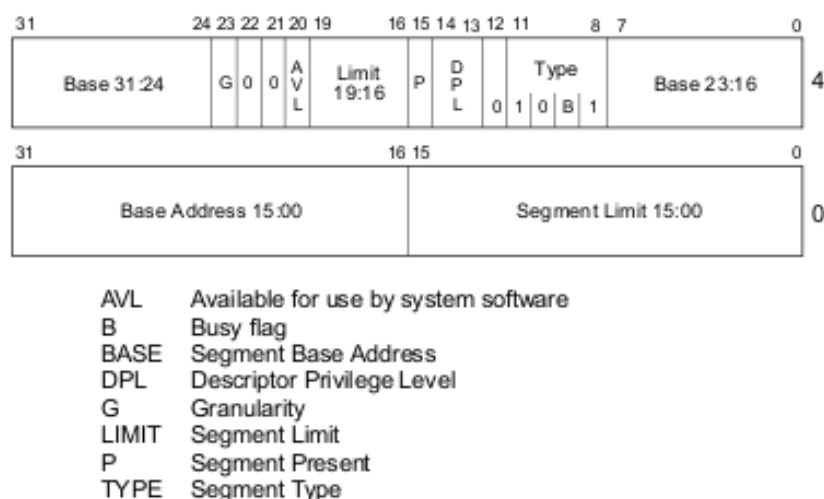 31 24 23 22 21 20 19 16 15 14 13 12 11 8 7 0
Base 31:24 G 0 0 AVL Limit 19:16 P DPL 0 Type 1 0 B 1 Base 23:16 4
31 16 15 0
Base Address 15:00 Segment Limit 15:00 0
AVL Available for use by system software
B Busy flag
BASE Segment Base Address
DPL Descriptor Privilege Level
G Granularity
LIMIT Segment Limit
P Segment Present
TYPE Segment Type